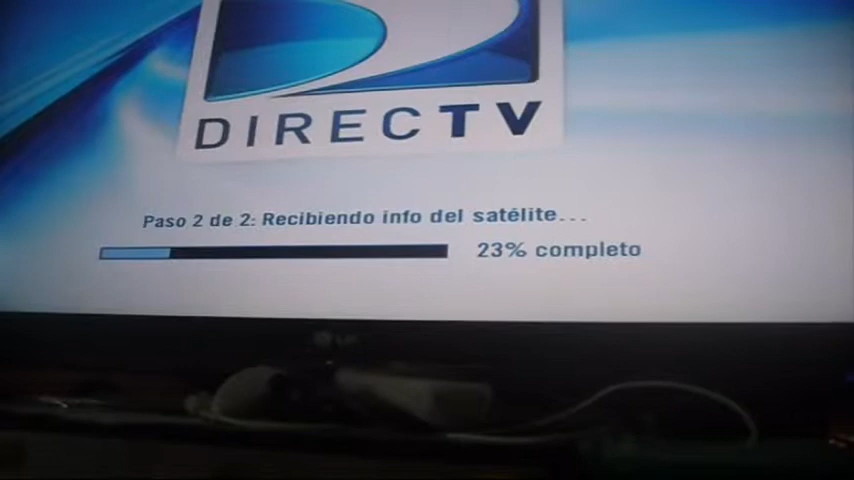 DIRECTV
Paso 2 de 2: Recibiendo info del satélite...
23% completo